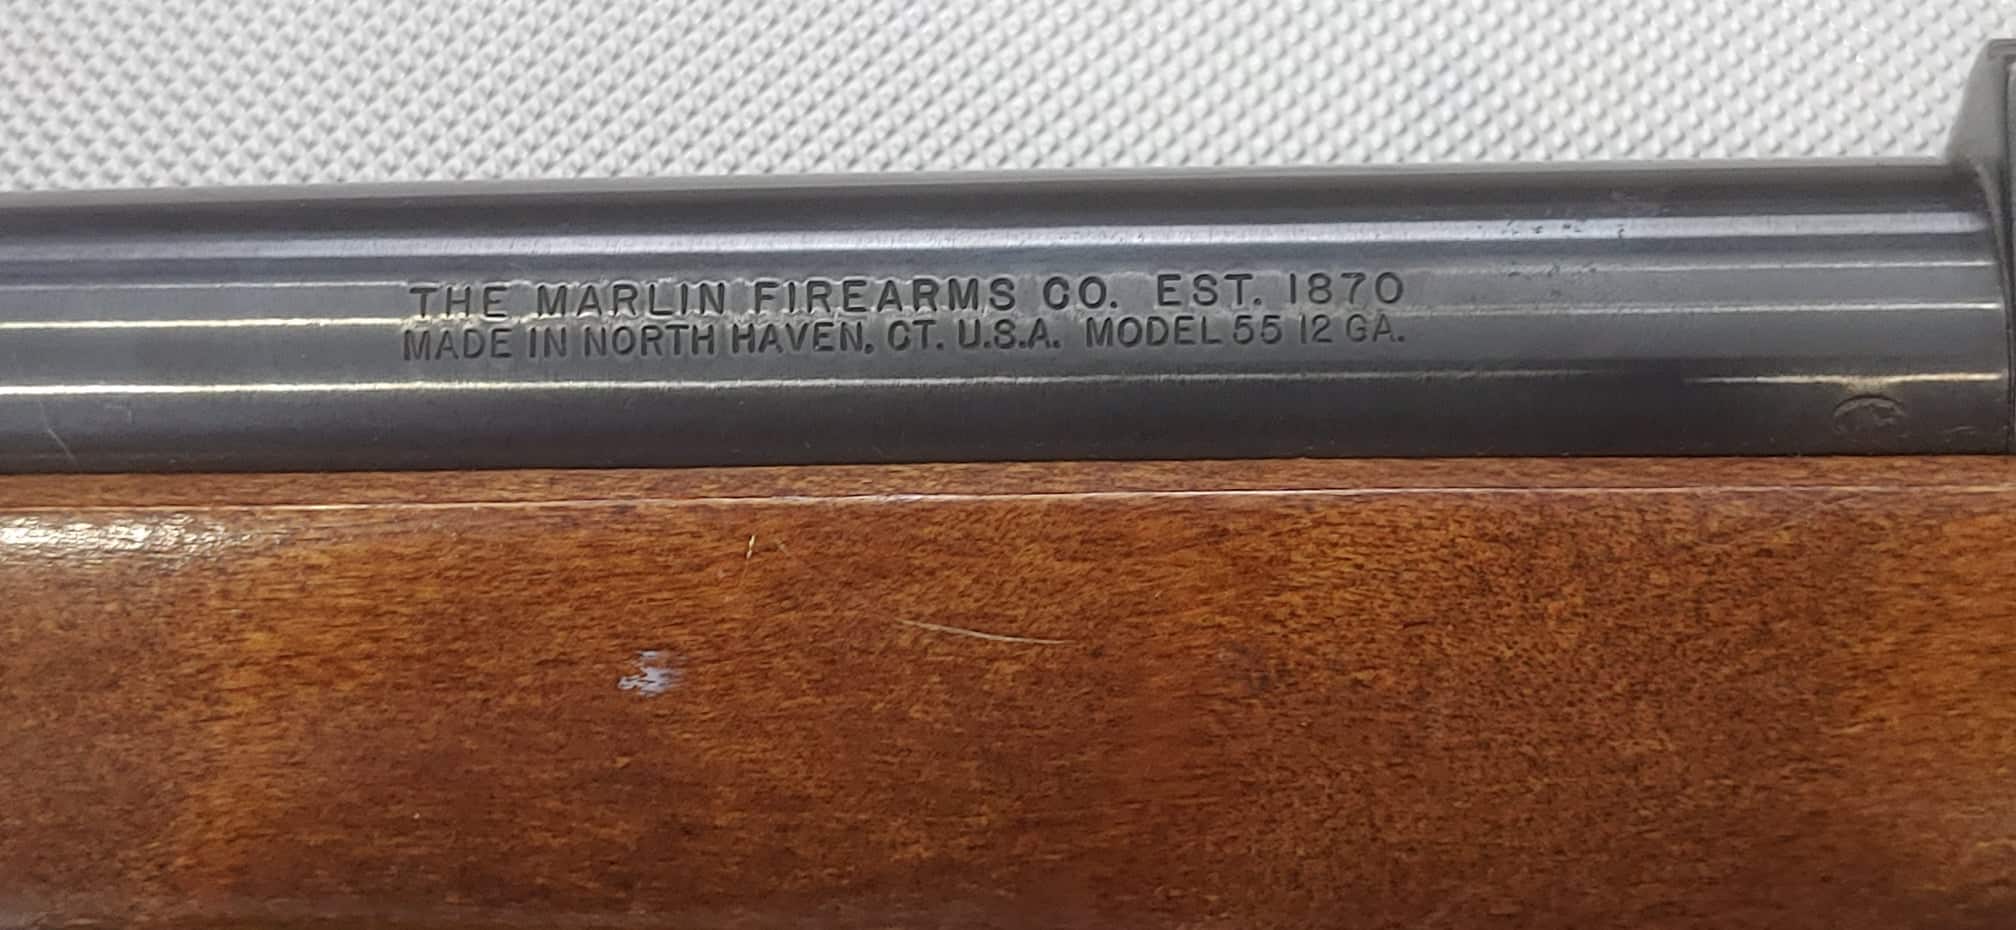 THE MARLIN FIREARMS CO. EST. 1870
MADE IN NORTH HAVEN, CT. U.S.A. MODEL 55 12 GA.